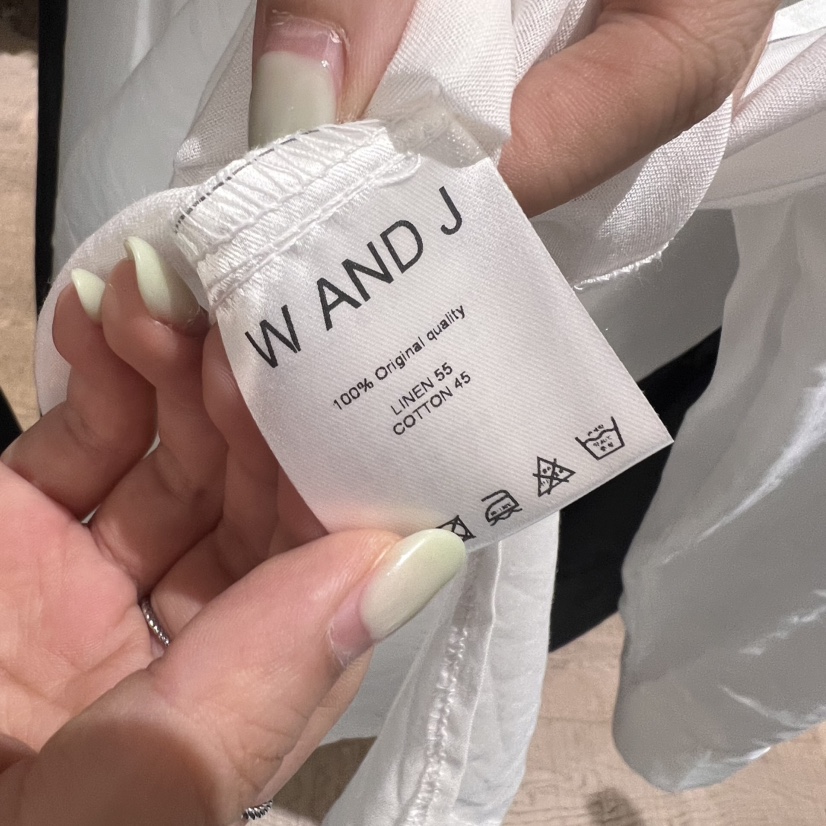 W AND J
100% Original quality
LINEN 55
COTTON 45